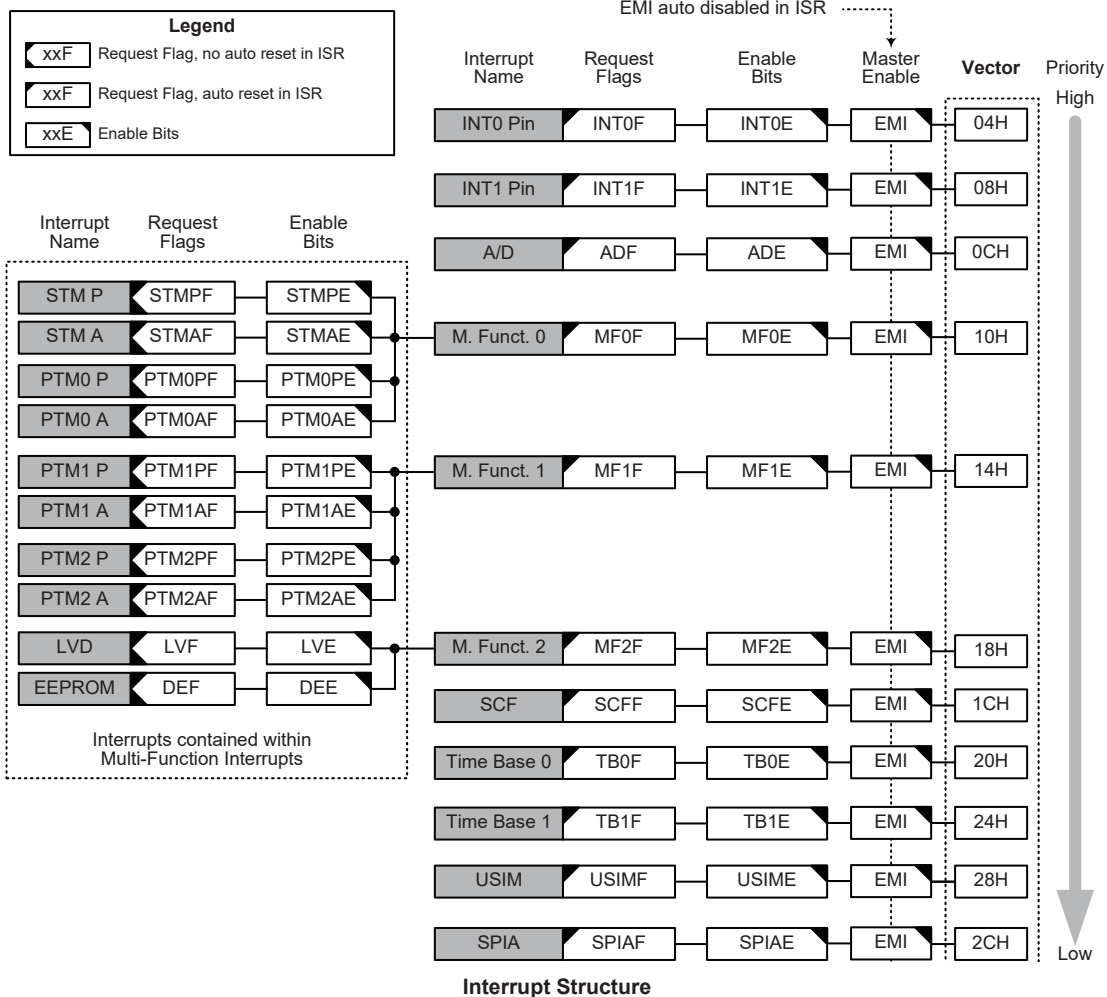 EMI auto disabled in ISR
Legend
xxF Request Flag, no auto reset in ISR
xxF Request Flag, auto reset in ISR
xxE Enable Bits
Interrupt Name Request Flags Enable Bits Master Enable Vector Priority
High
INT0 Pin INT0F INT0E EMI 04H
INT1 Pin INT1F INT1E EMI 08H
A/D ADF ADE EMI 0CH
Interrupt Name Request Flags Enable Bits
STM P STMPF STMPE
STM A STMAF STMAE M. Funct. 0 MF0F MF0E EMI 10H
PTM0 P PTM0PF PTM0PE
PTM0 A PTM0AF PTM0AE
PTM1 P PTM1PF PTM1PE M. Funct. 1 MF1F MF1E EMI 14H
PTM1 A PTM1AF PTM1AE
PTM2 P PTM2PF PTM2PE
PTM2 A PTM2AF PTM2AE
LVD LVF LVE M. Funct. 2 MF2F MF2E EMI 18H
EEPROM DEF DEE
SCF SCFF SCFE EMI 1CH
Interrupts contained within
Multi-Function Interrupts
Time Base 0 TB0F TB0E EMI 20H
Time Base 1 TB1F TB1E EMI 24H
USIM USIMF USIME EMI 28H
SPIA SPIAF SPIAE EMI 2CH
Low
Interrupt Structure